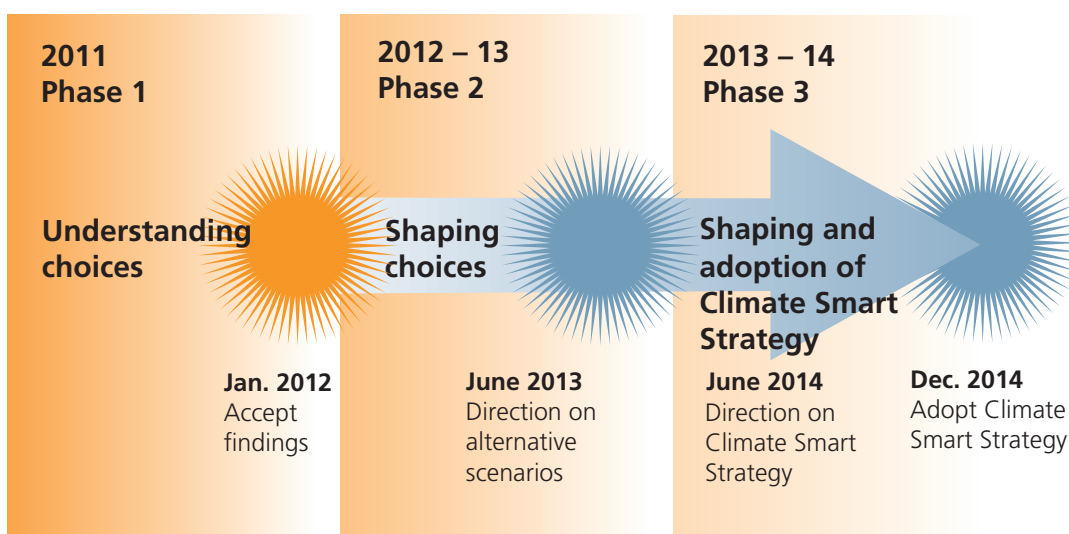 2011
Phase 1
Understanding
choices
Jan. 2012
Accept
findings
2012 – 13
Phase 2
Shaping
choices
June 2013
Direction on
alternative
scenarios
2013 – 14
Phase 3
Shaping and
adoption of
Climate Smart
Strategy
June 2014
Direction on
Climate Smart
Strategy
Dec. 2014
Adopt Climate
Smart Strategy